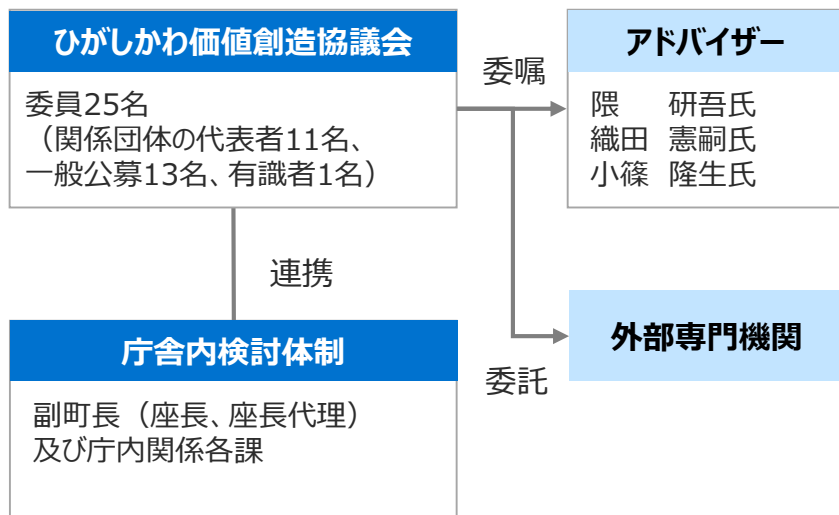 ひがしかわ価値創造協議会
委員25名
（関係団体の代表者11名、
一般公募13名、有識者1名）
委嘱
アドバイザー
隈　　研吾氏
織田　憲嗣氏
小篠　隆生氏
連携
庁舎内検討体制
副町長（座長、座長代理）
及び庁内関係各課
外部専門機関
委託